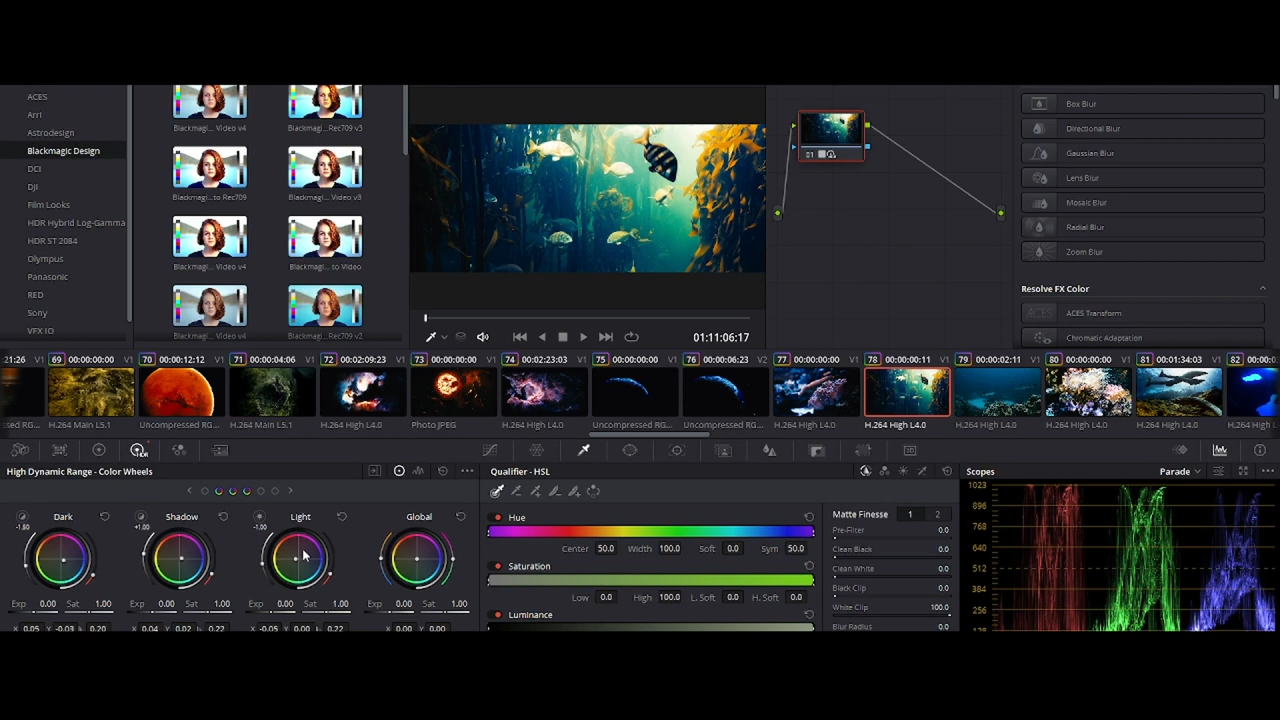 ACES
Arri
Astrodesign
Blackmagic Design
DCI
DJI
Film Looks
HDR Hybrid Log-Gamma
HDR ST 2084
Olympus
Panasonic
RED
Sony
VFX IO
Blackmagi... Video v4
Blackmagi...Rec709 v3
Blackmagi...to Rec709
Blackmagi... Video v3
Blackmagi... Video v4
Blackmagi... to Video
Blackmagi... Video v4
Blackmagi...Rec709 v2
01:11:06:17
01
Box Blur
Directional Blur
Gaussian Blur
Lens Blur
Mosaic Blur
Radial Blur
Zoom Blur
Resolve FX Color
ACES Transform
Chromatic Adaptation
21:26 V1 69 00:00:00:00 V1 70 00:00:12:12 V1 71 00:00:04:06 V1 72 00:02:09:23 V1 73 00:00:00:00 V1 74 00:02:23:03 V1 75 00:00:00:00 V1 76 00:00:06:23 V2 77 00:00:00:00 V1 78 00:00:00:11 V1 79 00:00:02:11 V1 80 00:00:00:00 V1 81 00:01:34:03 V1 82 00:0
sed RG... H.264 Main L5.1 Uncompressed RG... H.264 Main L5.1 H.264 High L4.0 Photo JPEG H.264 High L4.0 Uncompressed RG... Uncompressed RG... H.264 High L4.0 H.264 High L4.0 H.264 High L4.0 H.264 High L4.0 H.264 High L4.0 H.264 High
High Dynamic Range - Color Wheels
Dark Shadow Light Global
-1.80 +1.00 -1.00
Exp 0.00 Sat 1.00 Exp 0.00 Sat 1.00 Exp 0.00 Sat 1.00 Exp 0.00 Sat 1.00
X 0.05 Y -0.03 0.20 X 0.04 Y 0.02 0.22 X -0.05 Y 0.00 0.22 X 0.00 Y 0.00
Qualifier - HSL
Hue
Center 50.0 Width 100.0 Soft 0.0 Sym 50.0
Saturation
Low 0.0 High 100.0 L. Soft 0.0 H. Soft 0.0
Luminance
Matte Finesse 1 2
Pre-Filter 0.0
Clean Black 0.0
Clean White 0.0
Black Clip 0.0
White Clip 100.0
Blur Radius 0.0
Scopes Parade
1023
896
768
640
512
384
256
128